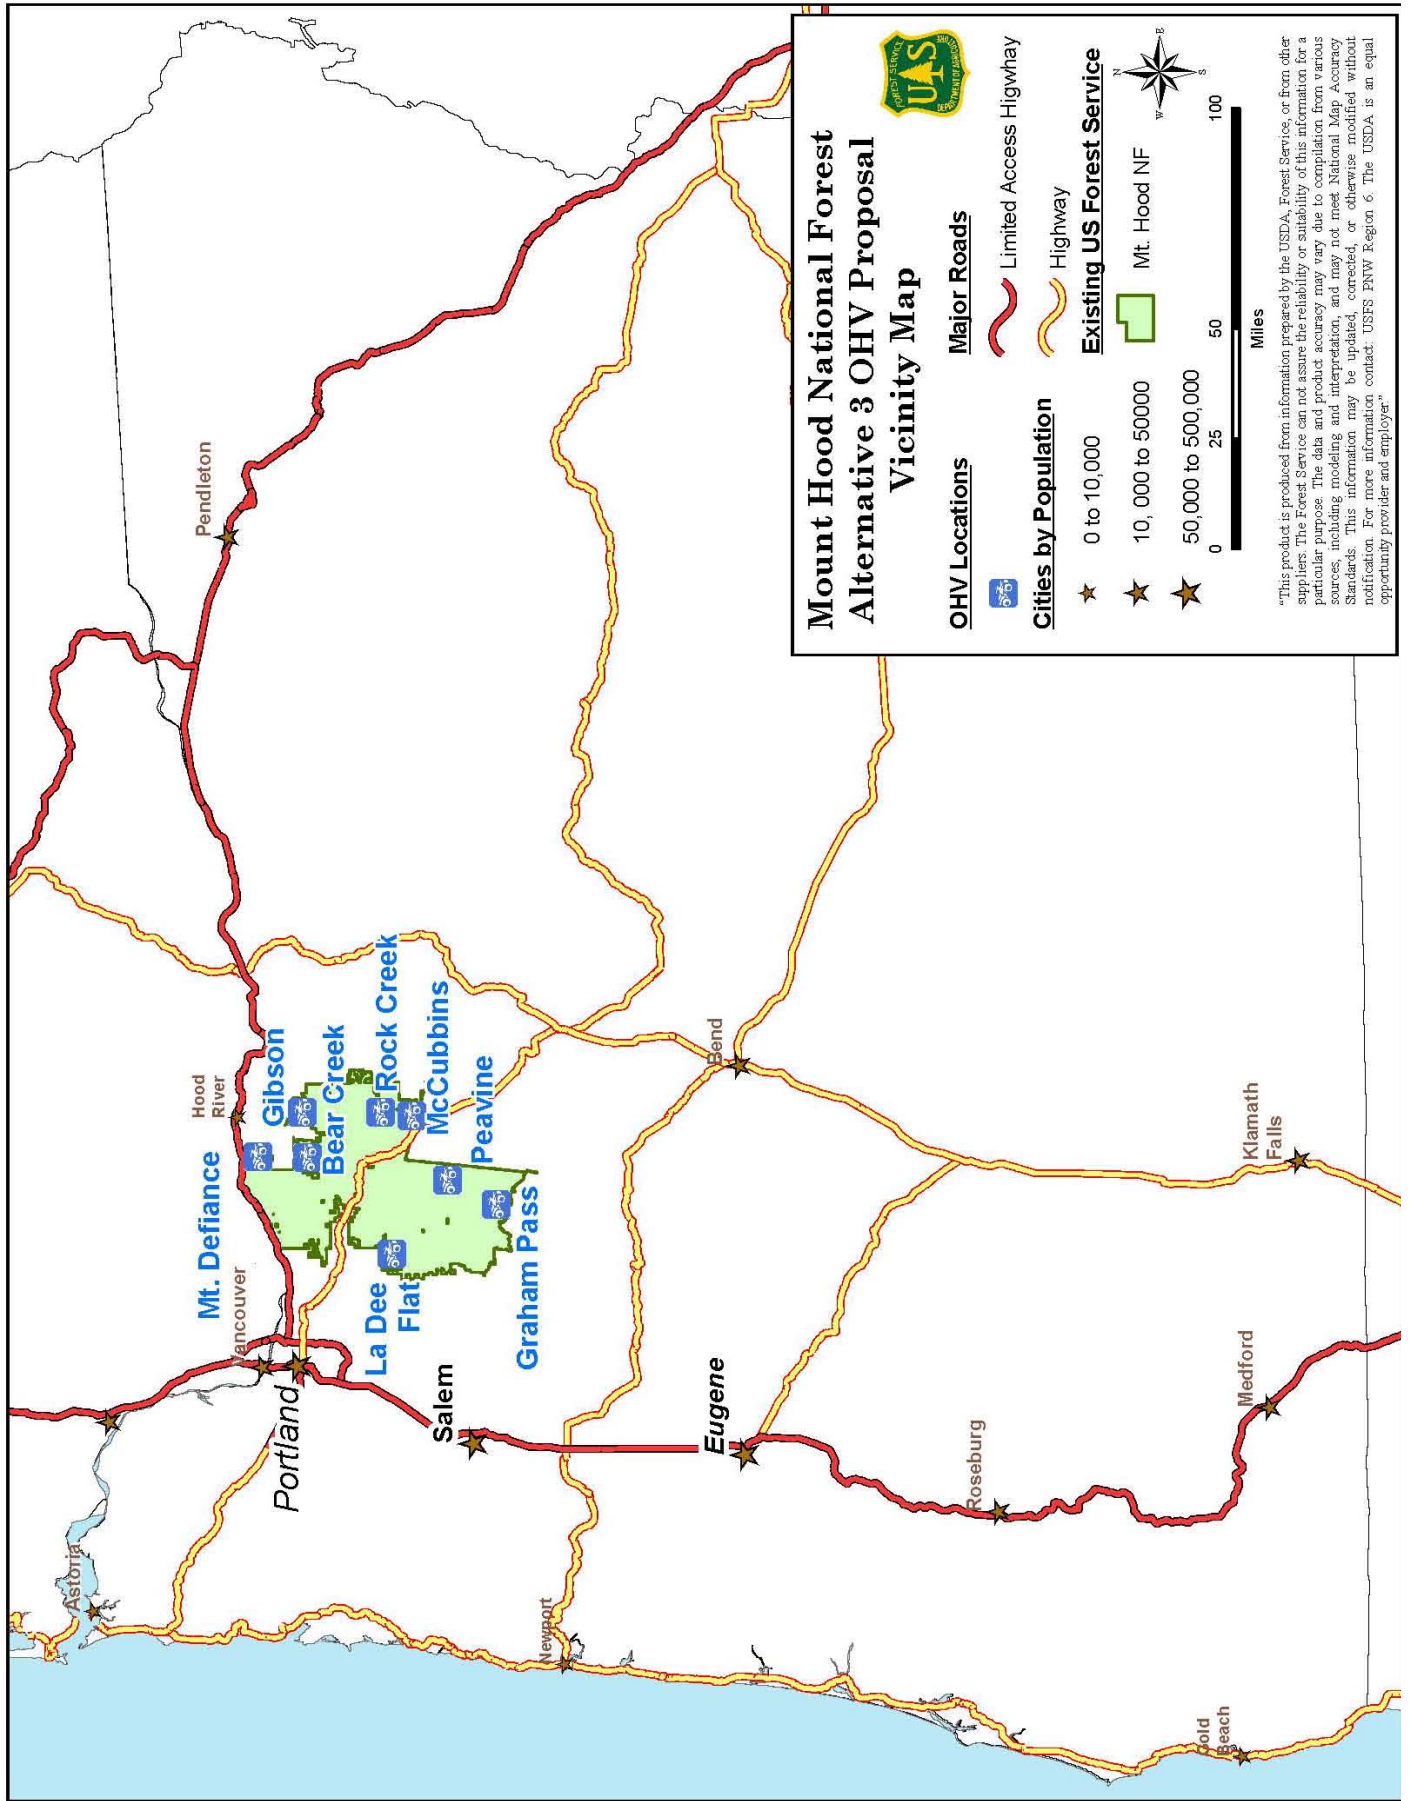 Mount Hood National Forest
Alternative 3 OHV Proposal
Vicinity Map
FOREST SERVICE
U S
DEPARTMENT OF AGRICULTURE
OHV Locations
Cities by Population
0 to 10,000
10, 000 to 50000
50,000 to 500,000
Major Roads
Limited Access Higwhay
Highway
Existing US Forest Service
Mt. Hood NF
N
E
S
W
0
25
50
100
Miles
"This product is produced from information prepared by the USDA, Forest Service, or from other
suppliers. The Forest Service can not assure the reliability or suitability of this information for a
particular purpose. The data and product accuracy may vary due to compilation from various
sources, including modeling and interpretation, and may not meet National Map Accuracy
Standards. This information may be updated, corrected, or otherwise modified without
notification. For more information contact: USFS PNW Region 6. The USDA is an equal
opportunity provider and employer."
Astoria
Vancouver
Portland
Mt. Defiance
Hood
River
Gibson
Bear Creek
Rock Creek
McCubbins
Peavine
La Dee
Flat
Graham Pass
Pendleton
Salem
Newport
Eugene
Bend
Roseburg
Gold
Beach
Medford
Klamath
Falls